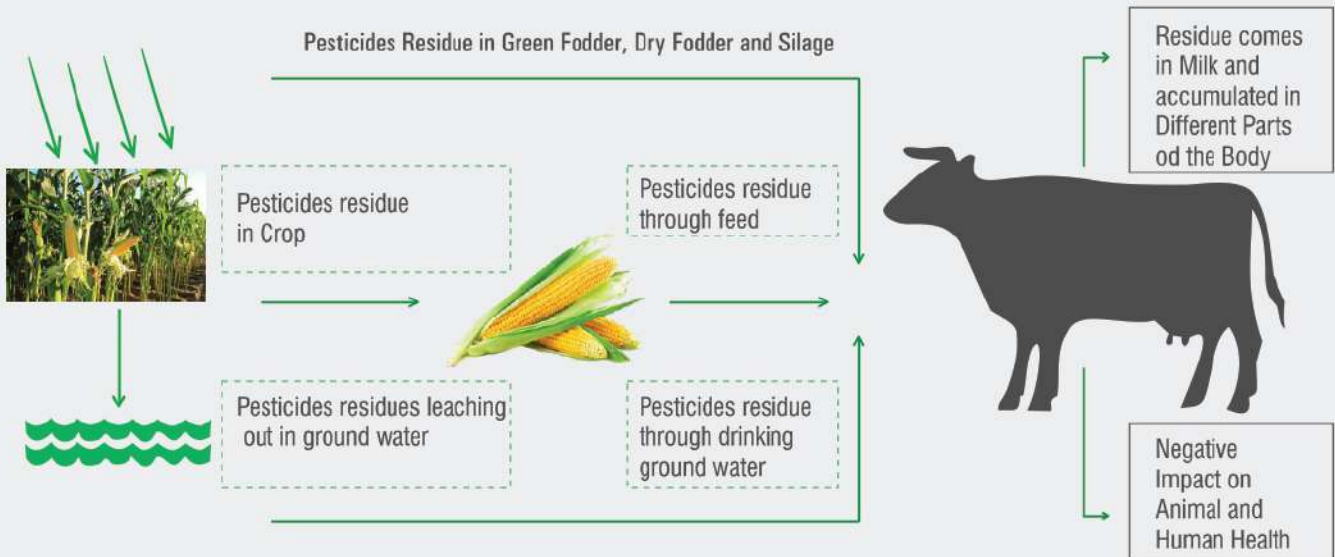 Pesticides Residue in Green Fodder, Dry Fodder and Silage
Residue comes
in Milk and
accumulated in
Different Parts
od the Body
Pesticides residue
in Crop
Pesticides residue
through feed
Pesticides residues leaching
out in ground water
Pesticides residue
through drinking
ground water
Negative
Impact on
Animal and
Human Health